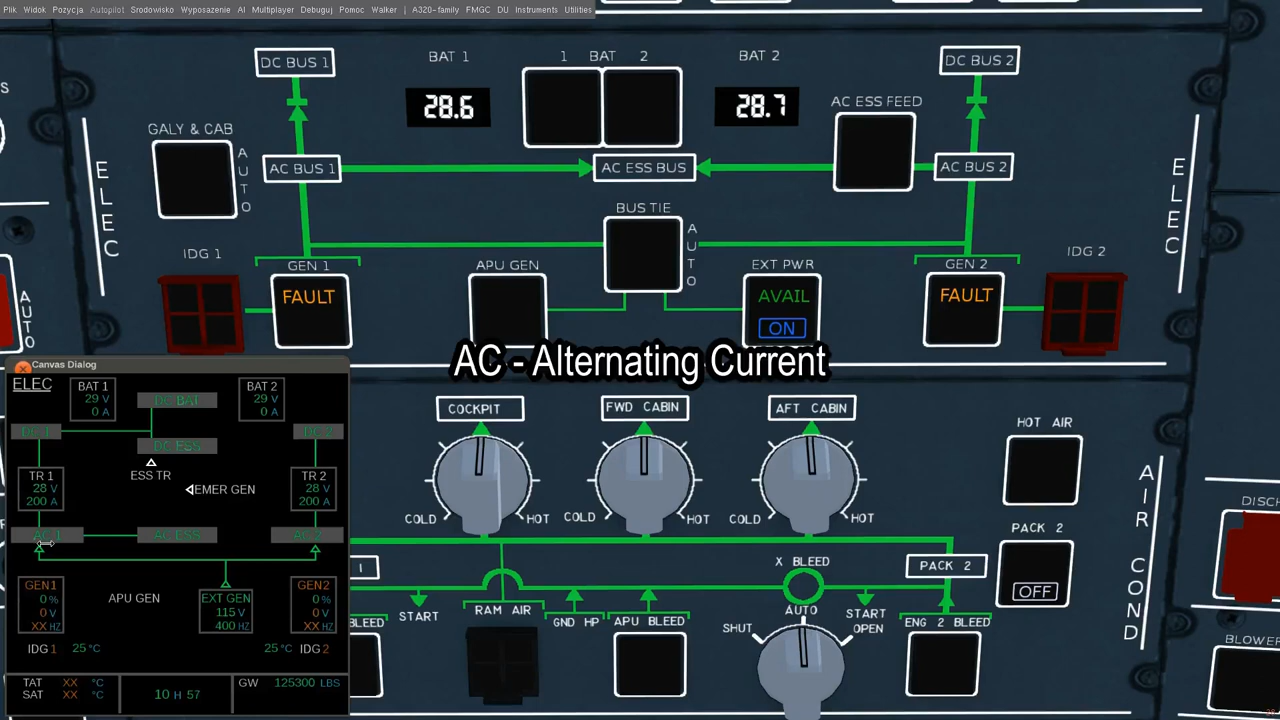 Plik Widok Pozycja Autopilot Środowisko Wyposażenie AI Multiplayer Debuguj Pomoc Walker | A320-family FMGC DU Instruments Utilities
DC BUS 1
BAT 1
1 BAT 2
BAT 2
DC BUS 2
28.6
28.7
AC ESS FEED
GALY & CAB
AUTO
ELEC
AC BUS 1
AC ESS BUS
AC BUS 2
ELEC
BUS TIE
AUTO
IDG 1
GEN 1
APU GEN
EXT PWR
GEN 2
IDG 2
FAULT
AVAIL
ON
FAULT
AUTO
AC - Alternating Current
Canvas Dialog
ELEC
BAT 1
29 V
0 A
DC BAT
BAT 2
29 V
0 A
DC 1
DC 2
DC ESS
TR 1
28 V
200 A
ESS TR
EMER GEN
TR 2
28 V
200 A
AC 1
AC ESS
AC 2
GEN1
0 %
0 V
XX HZ
APU GEN
EXT GEN
115 V
400 HZ
GEN2
0 %
0 V
XX HZ
IDG 1 25 °C
25 °C IDG 2
TAT XX °C
SAT XX °C
10 H 57
GW 125300 LBS
COCKPIT
FWD CABIN
AFT CABIN
HOT AIR
COLD HOT
COLD HOT
COLD HOT
AIR COND
DISCH
PACK 2
OFF
1
X BLEED
PACK 2
START
RAM AIR
GND HP
APU BLEED
AUTO
SHUT
START
OPEN
BLEED
ENG 2 BLEED
BLOWER